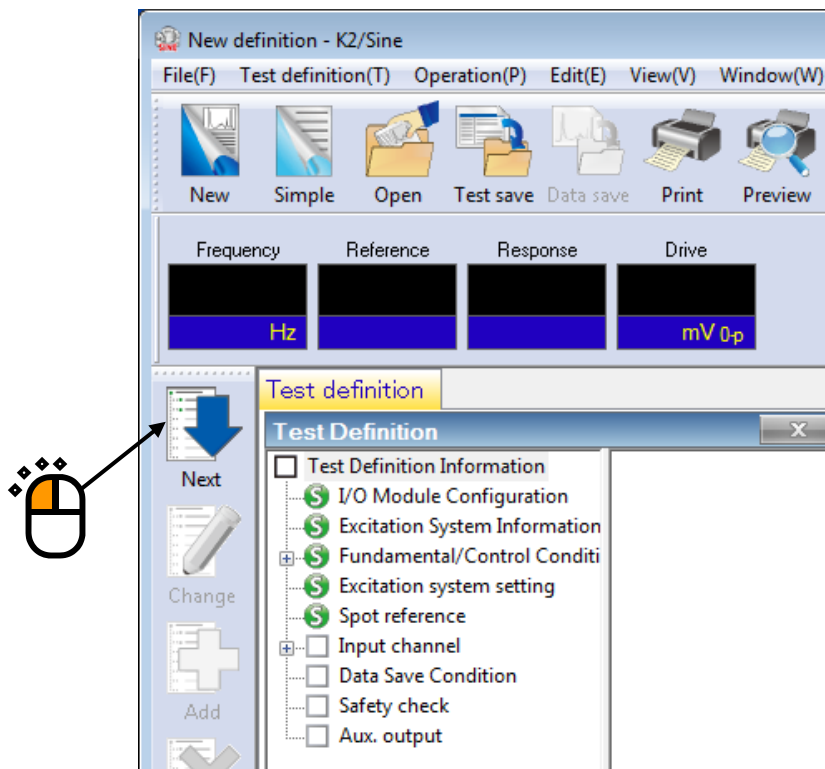 New definition - K2/Sine
File(F) Test definition(T) Operation(P) Edit(E) View(V) Window(W)
New Simple Open Test save Data save Print Preview
Frequency Reference Response Drive
Hz mV 0-p
Test definition
Test Definition
Next
Change
Add
Test Definition Information
S I/O Module Configuration
S Excitation System Information
S Fundamental/Control Conditi
S Excitation system setting
S Spot reference
Input channel
Data Save Condition
Safety check
Aux. output